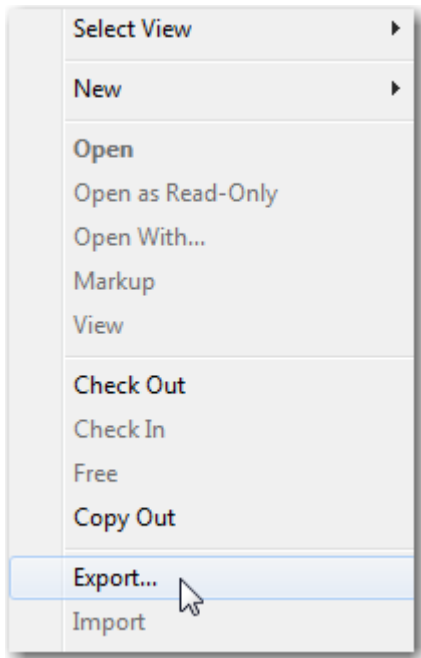 Select View
New
Open
Open as Read-Only
Open With...
Markup
View
Check Out
Check In
Free
Copy Out
Export...
Import